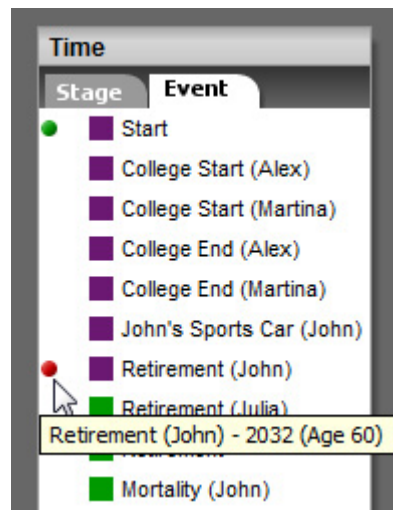 Time
Stage Event
Start
College Start (Alex)
College Start (Martina)
College End (Alex)
College End (Martina)
John's Sports Car (John)
Retirement (John)
Retirement (Julia)
Retirement (John) - 2032 (Age 60)
Retirement
Mortality (John)